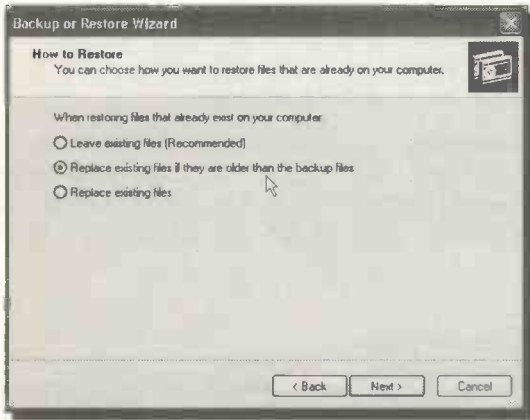 Backup or Restore Wizard
How to Restore
You can choose how you want to restore files that are already on your computer.
When restoring files that already exist on your computer
Leave existing files (Recommended)
Replace existing files if they are older than the backup files
Replace existing files
< Back
Next >
Cancel